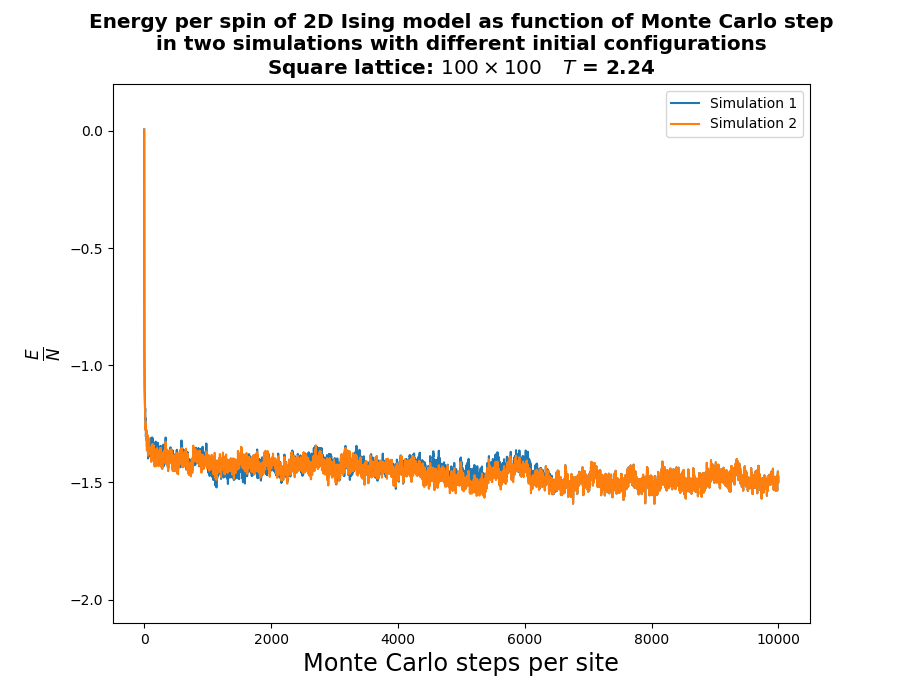 Energy per spin of 2D Ising model as function of Monte Carlo step
in two simulations with different initial configurations
Square lattice: 100 × 100 T = 2.24
Simulation 1
Simulation 2
0.0
−0.5
−1.0
−1.5
−2.0
E
N
0 2000 4000 6000 8000 10000
Monte Carlo steps per site